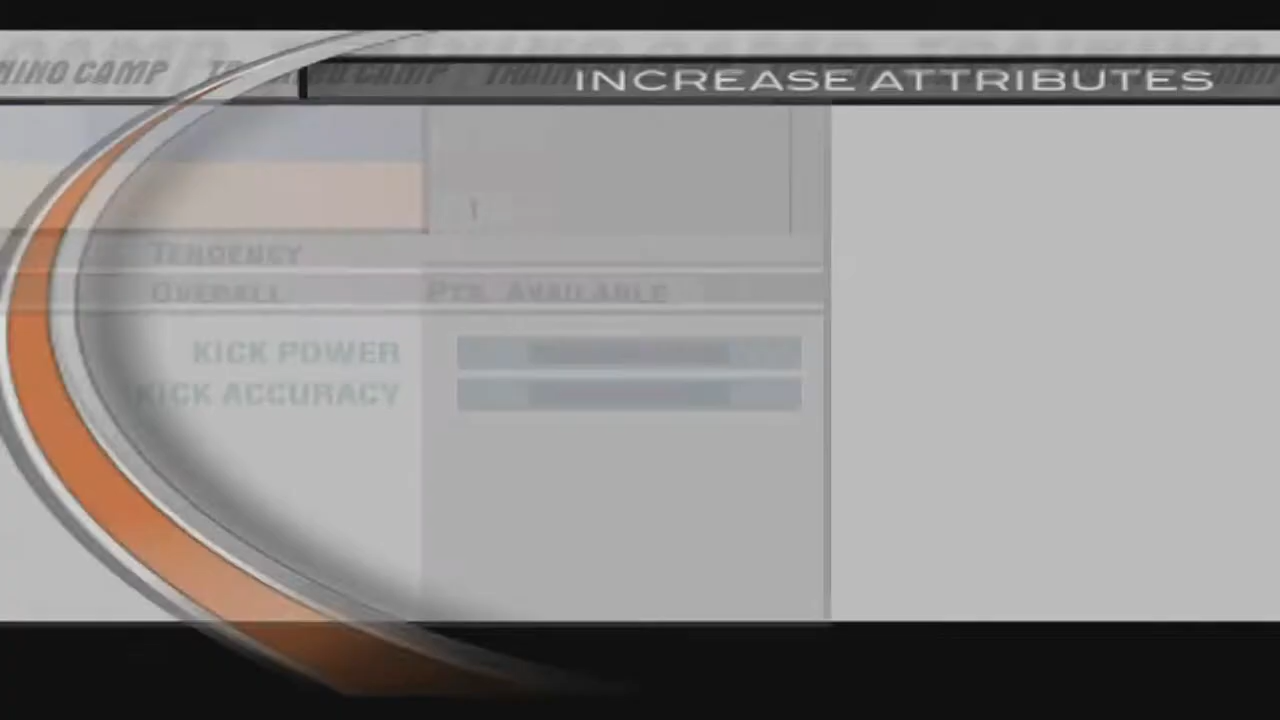 TRAINING CAMP
INCREASE ATTRIBUTES
TENDENCY
OVERALL PTS. AVAILABLE
KICK POWER
KICK ACCURACY